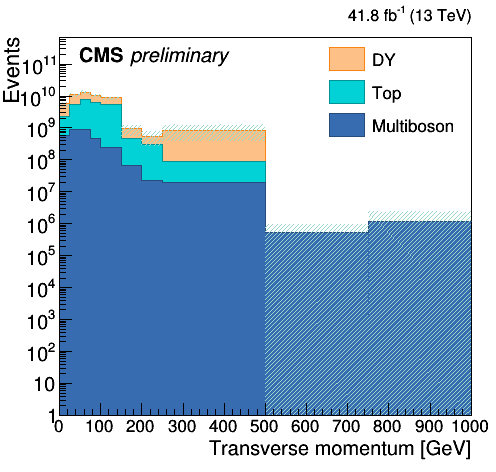 41.8 fb⁻¹ (13 TeV)
CMS preliminary
DY
Top
Multiboson
Events
10¹¹
10¹⁰
10⁹
10⁸
10⁷
10⁶
10⁵
10⁴
10³
10²
10
1
0 100 200 300 400 500 600 700 800 900 1000
Transverse momentum [GeV]